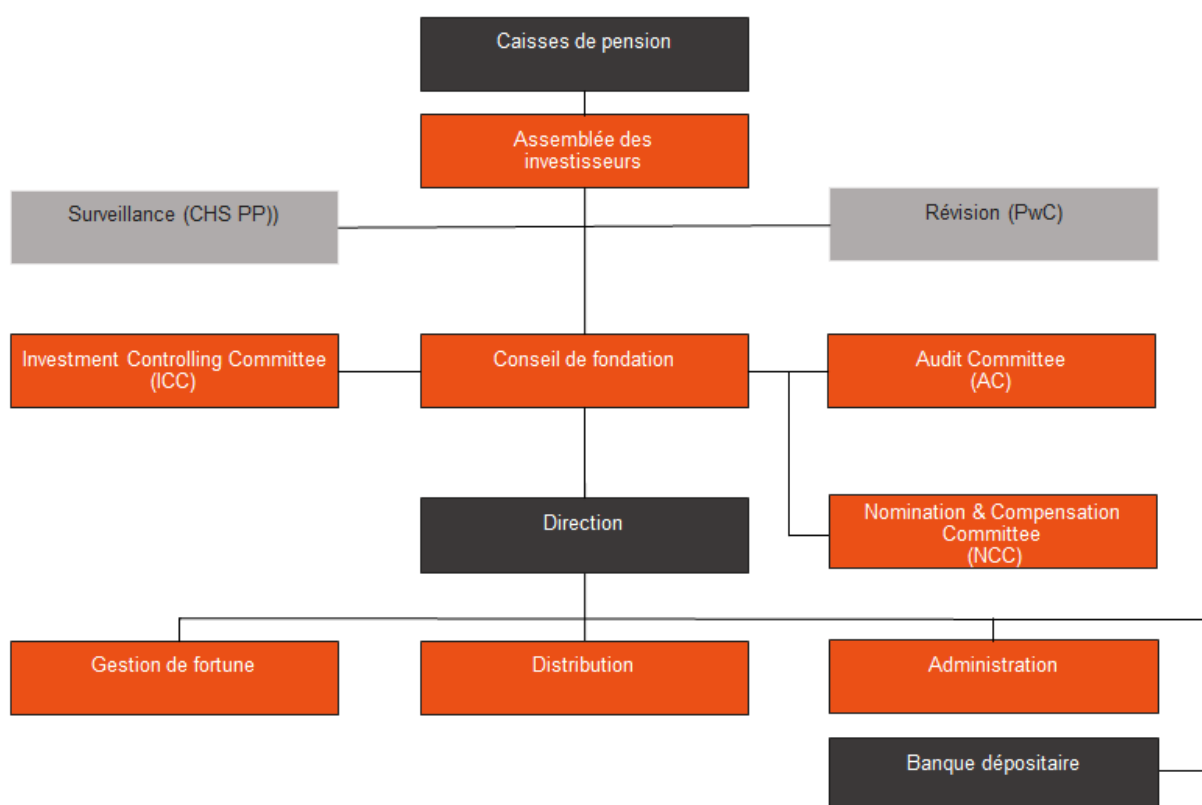 Caisses de pension
Assemblée des
investisseurs
Surveillance (CHS PP))
Révision (PwC)
Investment Controlling Committee
(ICC)
Conseil de fondation
Audit Committee
(AC)
Direction
Nomination & Compensation
Committee
(NCC)
Gestion de fortune
Distribution
Administration
Banque dépositaire